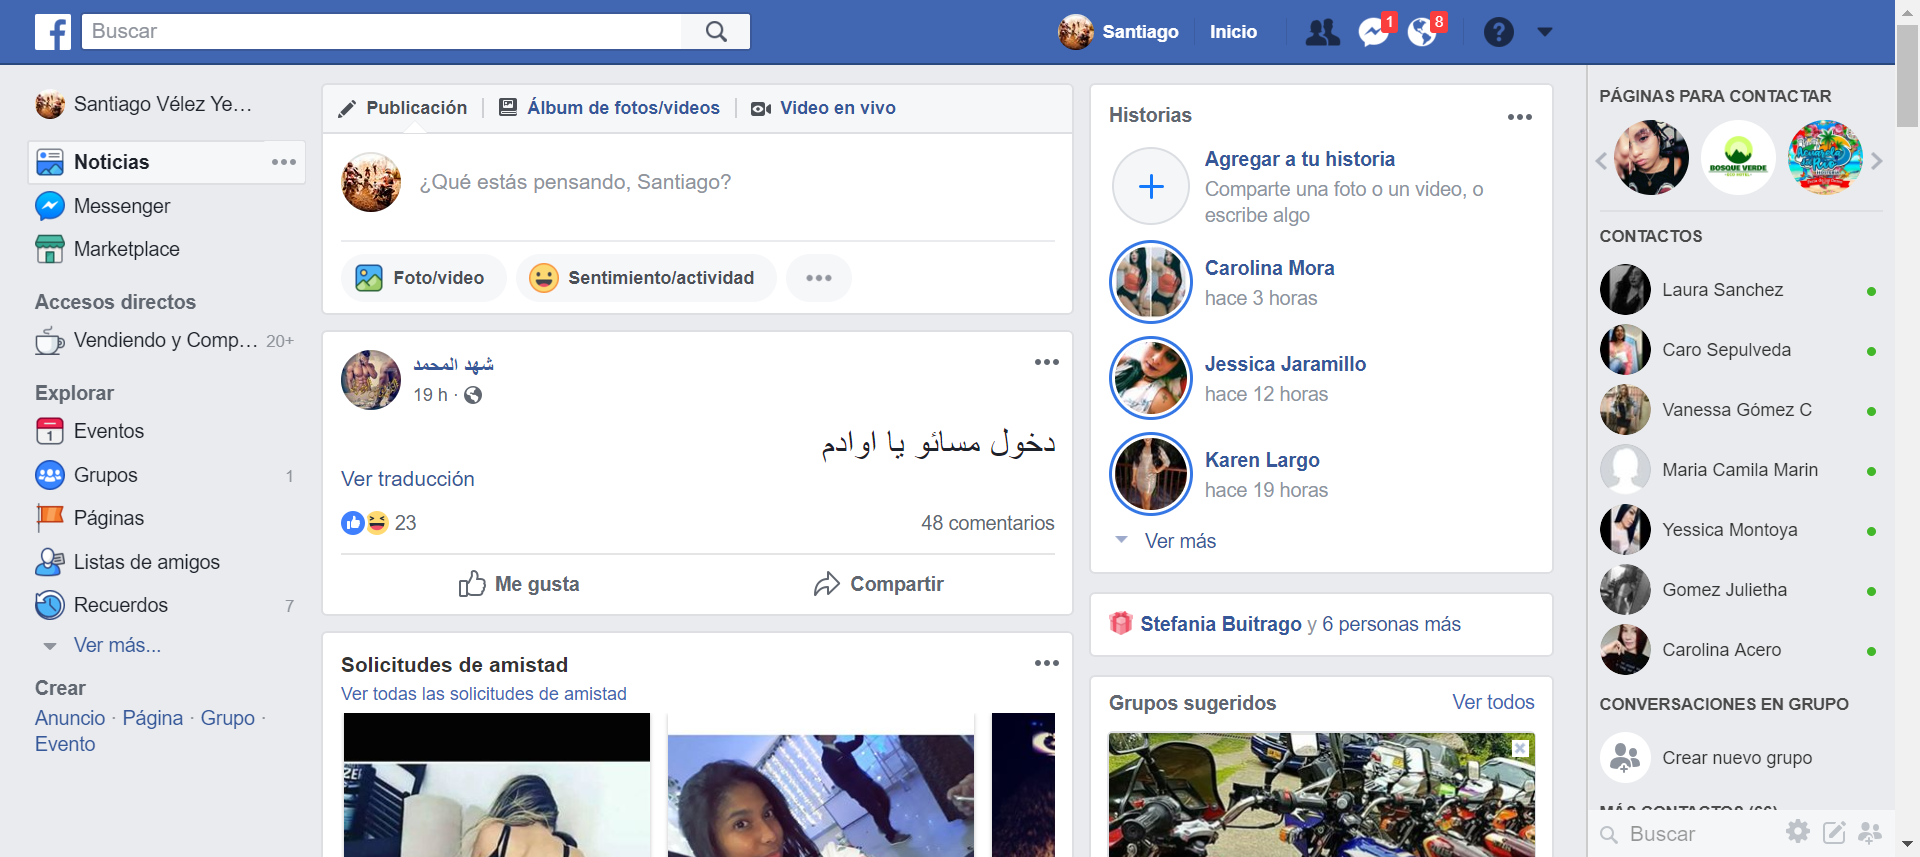 Buscar
Santiago
Inicio
1
8
Santiago Vélez Ye...
Noticias
Messenger
Marketplace
Accesos directos
Vendiendo y Comp... 20+
Explorar
1
Eventos
Grupos 1
Páginas
Listas de amigos
Recuerdos 7
Ver más...
Crear
Anuncio · Página · Grupo ·
Evento
Publicación
Álbum de fotos/videos
Video en vivo
¿Qué estás pensando, Santiago?
Foto/video
Sentimiento/actividad
شهد المحمد
19 h ·
دخول مسائو يا اوادم
Ver traducción
23
48 comentarios
Me gusta
Compartir
Solicitudes de amistad
Ver todas las solicitudes de amistad
Historias
Agregar a tu historia
Comparte una foto o un video, o
escribe algo
Carolina Mora
hace 3 horas
Jessica Jaramillo
hace 12 horas
Karen Largo
hace 19 horas
Ver más
Stefania Buitrago y 6 personas más
Grupos sugeridos
Ver todos
PÁGINAS PARA CONTACTAR
BOSQUE VERDE
CONTACTOS
Laura Sanchez
Caro Sepulveda
Vanessa Gómez C
Maria Camila Marin
Yessica Montoya
Gomez Julietha
Carolina Acero
CONVERSACIONES EN GRUPO
Crear nuevo grupo
MÁS CONTACTOS (66)
Buscar